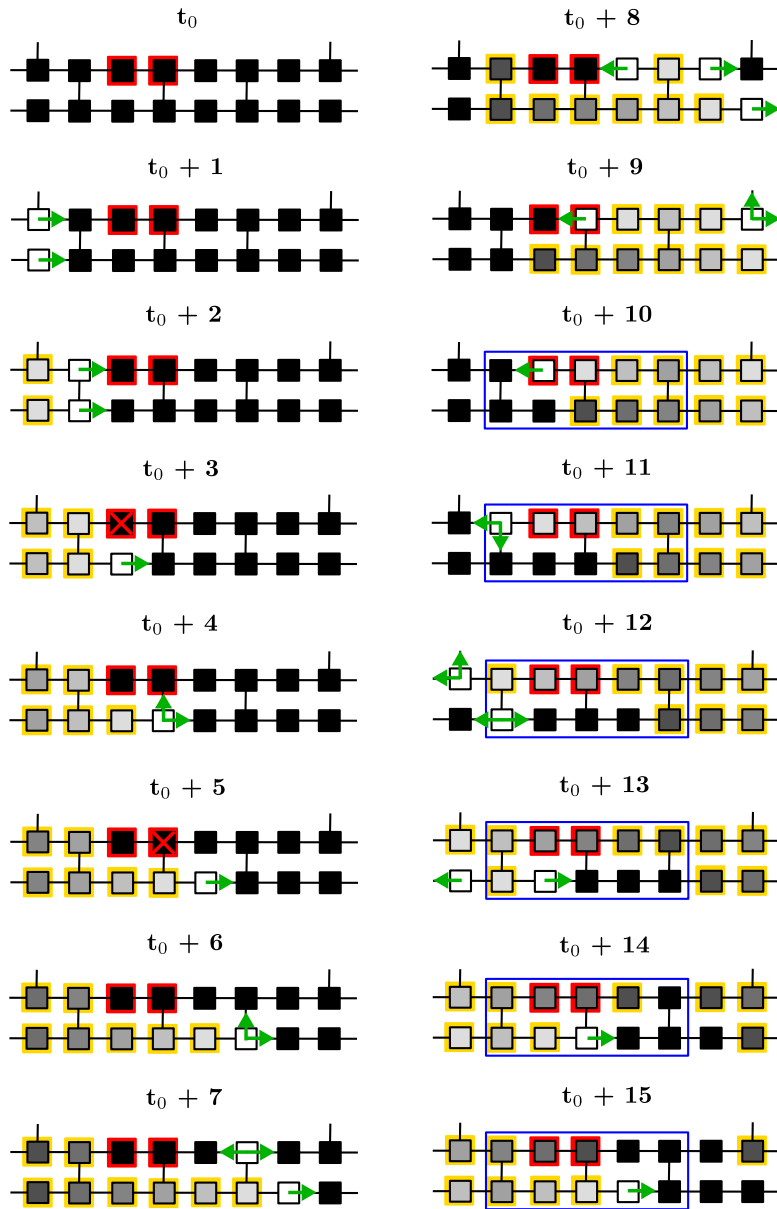 t₀
t₀ + 1
t₀ + 2
t₀ + 3
t₀ + 4
t₀ + 5
t₀ + 6
t₀ + 7
t₀ + 8
t₀ + 9
t₀ + 10
t₀ + 11
t₀ + 12
t₀ + 13
t₀ + 14
t₀ + 15